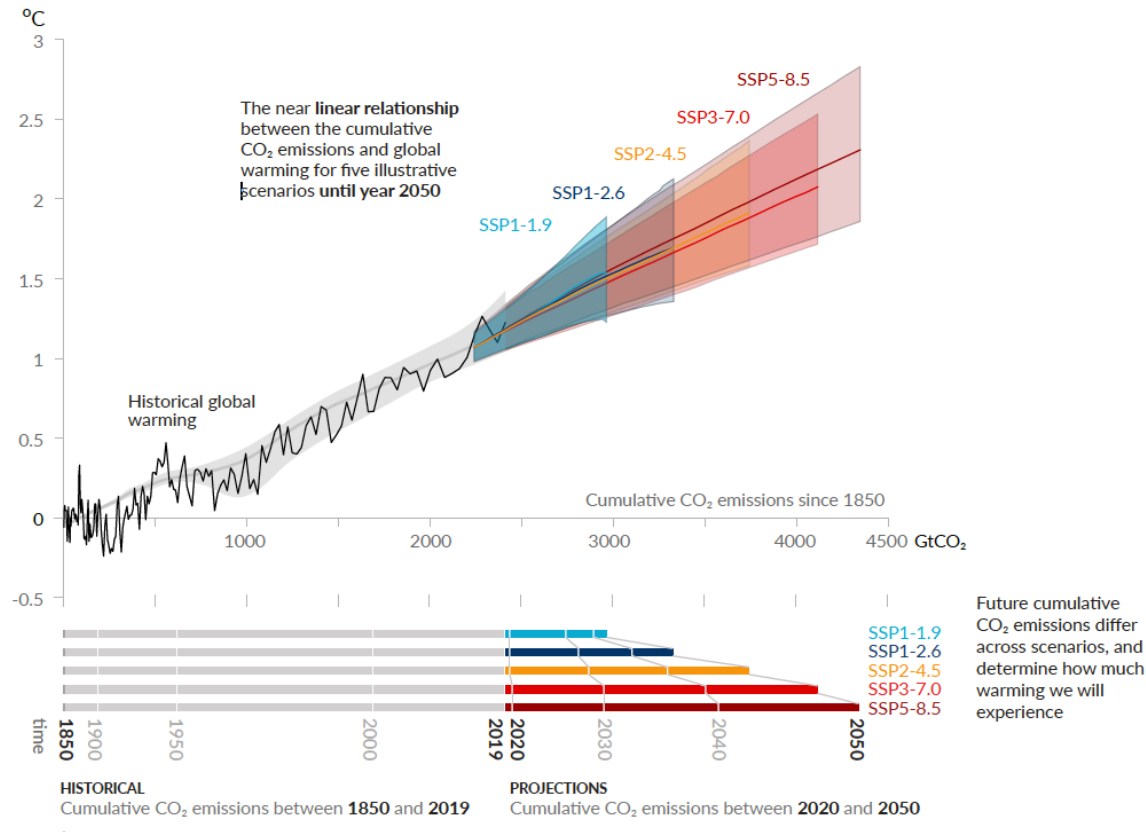 °C
3
2.5
2
1.5
1
0.5
0
-0.5
The near linear relationship
between the cumulative
CO₂ emissions and global
warming for five illustrative
scenarios until year 2050
SSP5-8.5
SSP3-7.0
SSP2-4.5
SSP1-2.6
SSP1-1.9
Historical global
warming
Cumulative CO₂ emissions since 1850
1000
2000
3000
4000
4500
GtCO₂
SSP1-1.9
SSP1-2.6
SSP2-4.5
SSP3-7.0
SSP5-8.5
Future cumulative
CO₂ emissions differ
across scenarios, and
determine how much
warming we will
experience
time
1850
1900
1950
2000
2019
2020
2030
2040
2050
HISTORICAL
Cumulative CO₂ emissions between 1850 and 2019
PROJECTIONS
Cumulative CO₂ emissions between 2020 and 2050